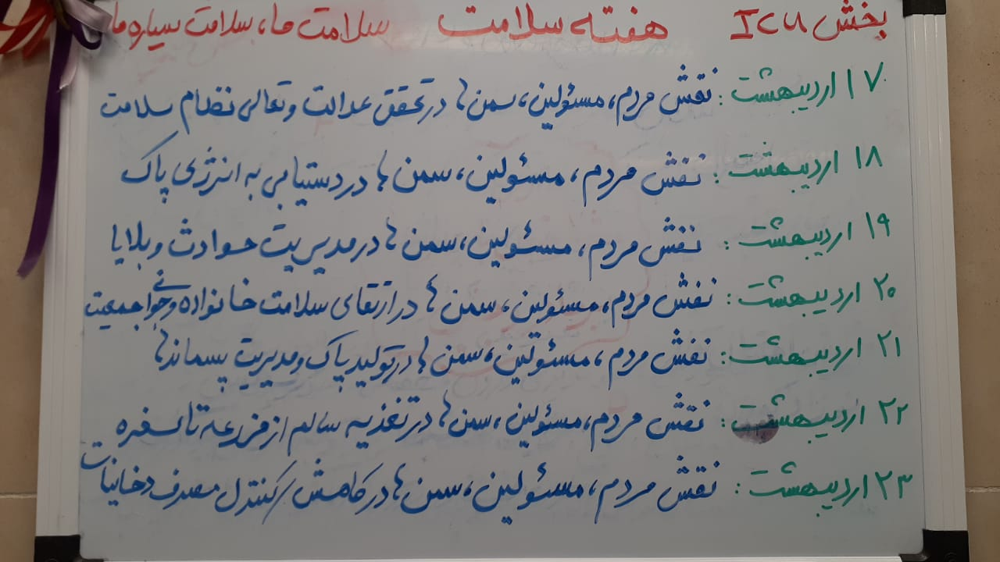 بخش ICU هفته سلامت سلامت ما، سلامت سیاره ما
۱۷ اردیبهشت: نقش مردم، مسئولین، سمن ها در تحقق عدالت و تعالی نظام سلامت
۱۸ اردیبهشت: نقش مردم، مسئولین، سمن ها در دستیابی به انرژی پاک
۱۹ اردیبهشت: نقش مردم، مسئولین، سمن ها در مدیریت حوادث و بلایا
۲۰ اردیبهشت: نقش مردم، مسئولین، سمن ها در ارتقای سلامت خانواده و جوانی جمعیت
۲۱ اردیبهشت: نقش مردم، مسئولین، سمن ها در تولید پاک و مدیریت پسماندها
۲۲ اردیبهشت: نقش مردم، مسئولین، سمن ها در تغذیه سالم از مزرعه تا سفره
۲۳ اردیبهشت: نقش مردم، مسئولین، سمن ها در کاهش/کنترل مصرف دخانیات